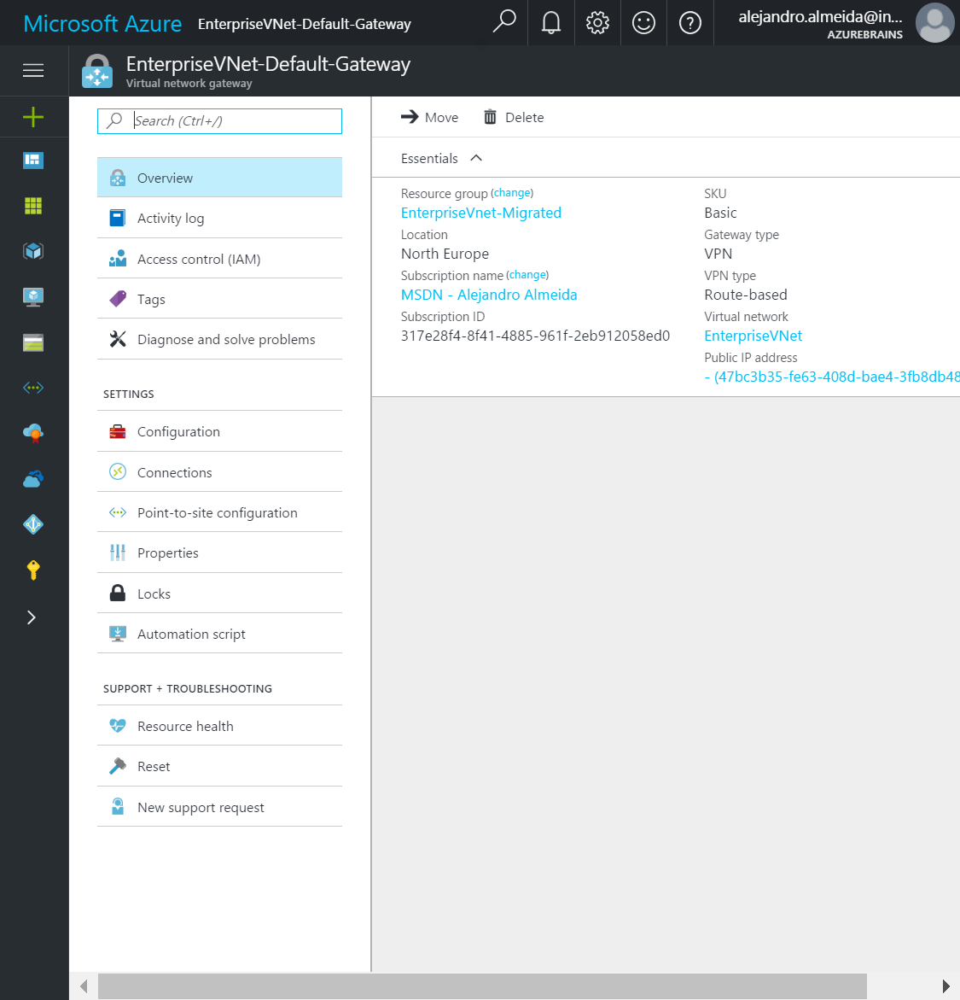 Microsoft Azure EnterpriseVNet-Default-Gateway
alejandro.almeida@in...
AZUREBRAINS
EnterpriseVNet-Default-Gateway
Virtual network gateway
Search (Ctrl+/)
Overview
Activity log
Access control (IAM)
Tags
Diagnose and solve problems
SETTINGS
Configuration
Connections
Point-to-site configuration
Properties
Locks
Automation script
SUPPORT + TROUBLESHOOTING
Resource health
Reset
New support request
Move Delete
Essentials
Resource group (change)
EnterpriseVnet-Migrated
Location
North Europe
Subscription name (change)
MSDN - Alejandro Almeida
Subscription ID
317e28f4-8f41-4885-961f-2eb912058ed0
SKU
Basic
Gateway type
VPN
VPN type
Route-based
Virtual network
EnterpriseVNet
Public IP address
- (47bc3b35-fe63-408d-bae4-3fb8db48